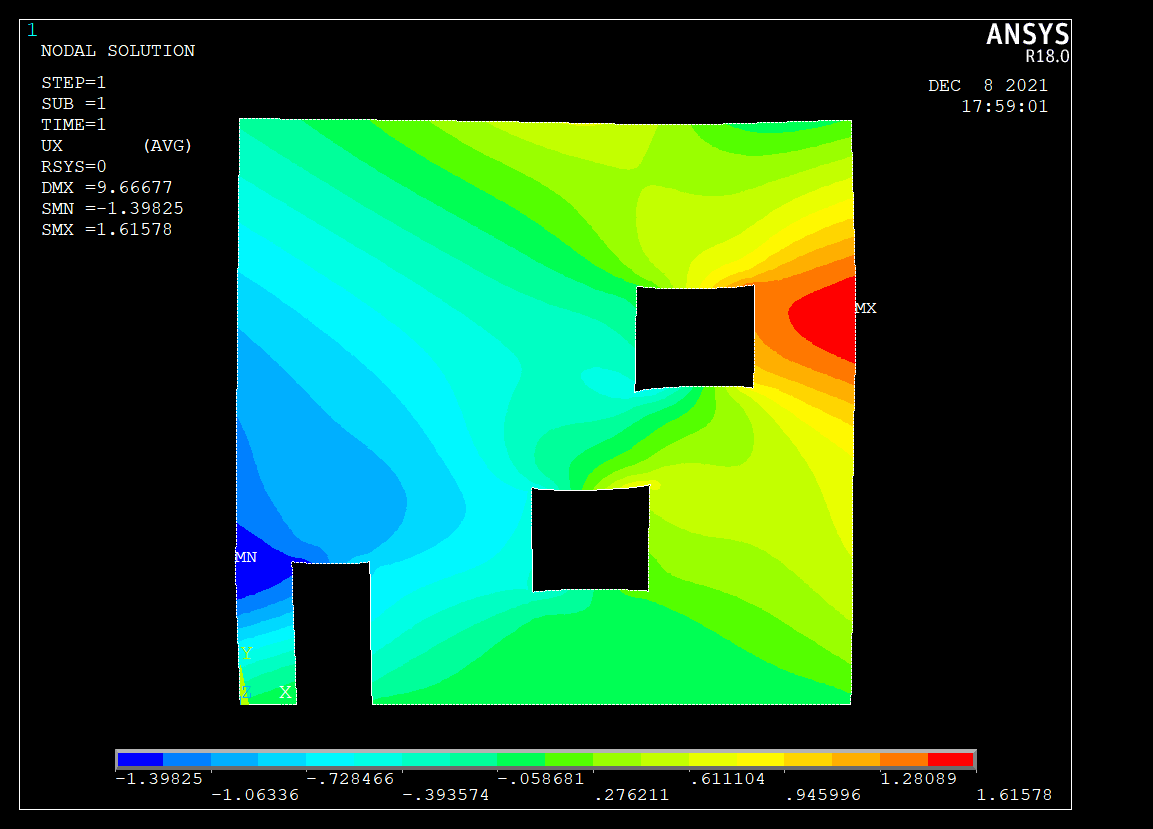 1
ANSYS
R18.0
NODAL SOLUTION
STEP=1
SUB =1
TIME=1
UX (AVG)
RSYS=0
DMX =9.66677
SMN =-1.39825
SMX =1.61578
DEC 8 2021
17:59:01
MX
MN
Y
Z X
-1.39825 -.728466 -.058681 .611104 1.28089
-1.06336 -.393574 .276211 .945996 1.61578